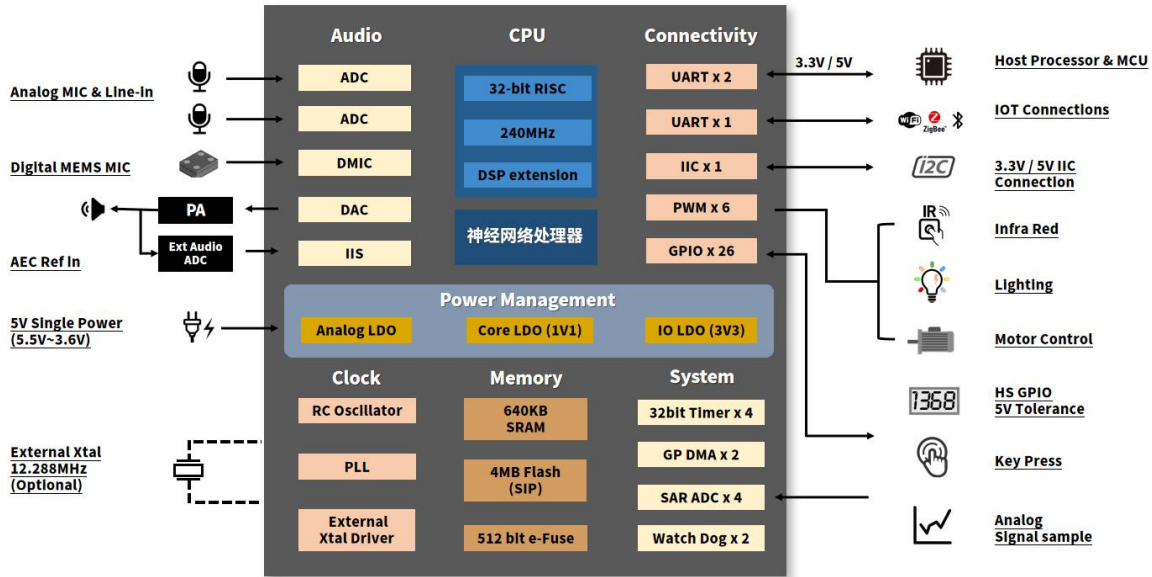 Audio
CPU
Connectivity
Analog MIC & Line-in
Digital MEMS MIC
PA
Ext Audio
ADC
AEC Ref In
5V Single Power
(5.5V~3.6V)
External Xtal
12.288MHz
(Optional)
ADC
ADC
DMIC
DAC
IIS
32-bit RISC
240MHz
DSP extension
神经网络处理器
UART x 2
UART x 1
IIC x 1
PWM x 6
GPIO x 26
Power Management
Analog LDO
Core LDO (1V1)
IO LDO (3V3)
Clock
Memory
System
RC Oscillator
PLL
External
Xtal Driver
640KB
SRAM
4MB Flash
(SIP)
512 bit e-Fuse
32bit Timer x 4
GP DMA x 2
SAR ADC x 4
Watch Dog x 2
3.3V / 5V
Host Processor & MCU
WiFi
ZigBee
IOT Connections
I2C
3.3V / 5V IIC
Connection
IR
Infra Red
Lighting
Motor Control
1368
HS GPIO
5V Tolerance
Key Press
Analog
Signal sample